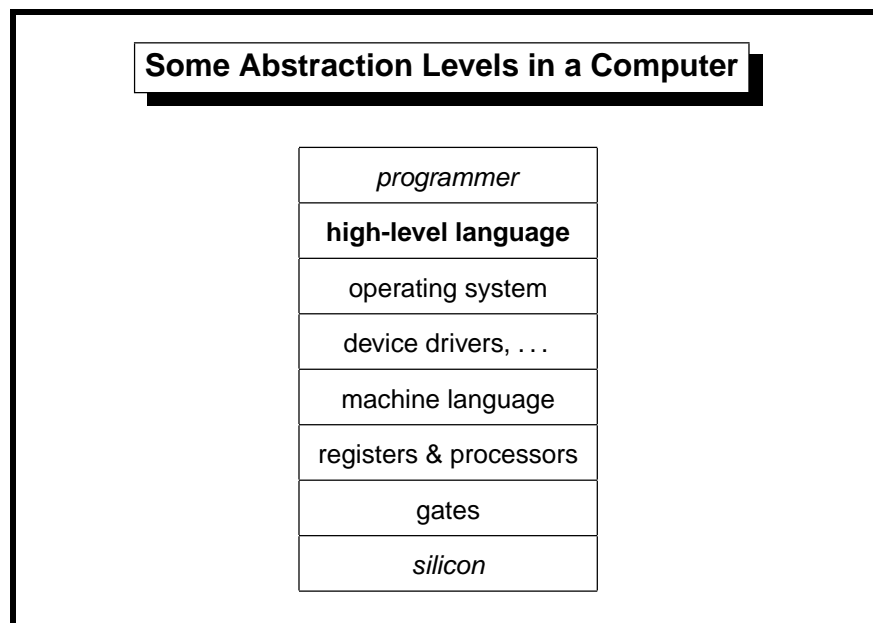 Some Abstraction Levels in a Computer
programmer
high-level language
operating system
device drivers, . . .
machine language
registers & processors
gates
silicon